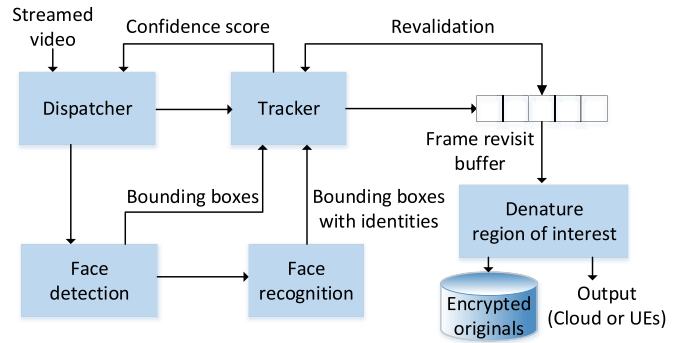 Streamed
video
Confidence score
Revalidation
Dispatcher
Tracker
Frame revisit
buffer
Bounding boxes
Bounding boxes
with identities
Denature
region of interest
Face
detection
Face
recognition
Encrypted
originals
Output
(Cloud or UEs)